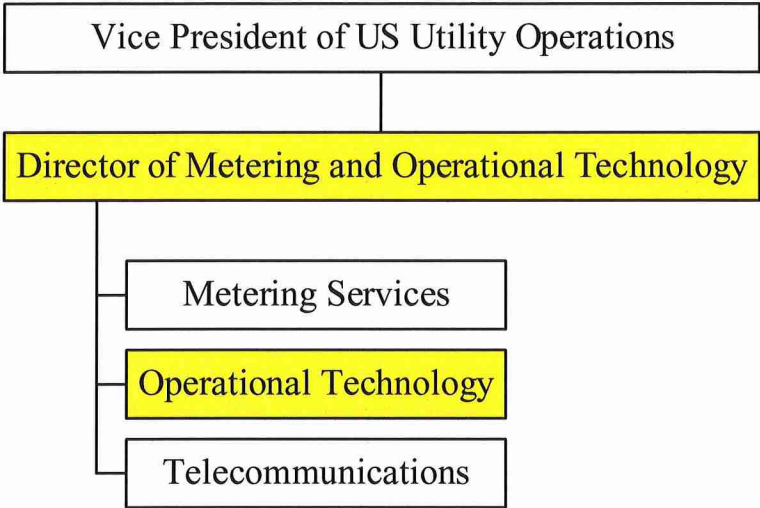 Vice President of US Utility Operations
Director of Metering and Operational Technology
Metering Services
Operational Technology
Telecommunications